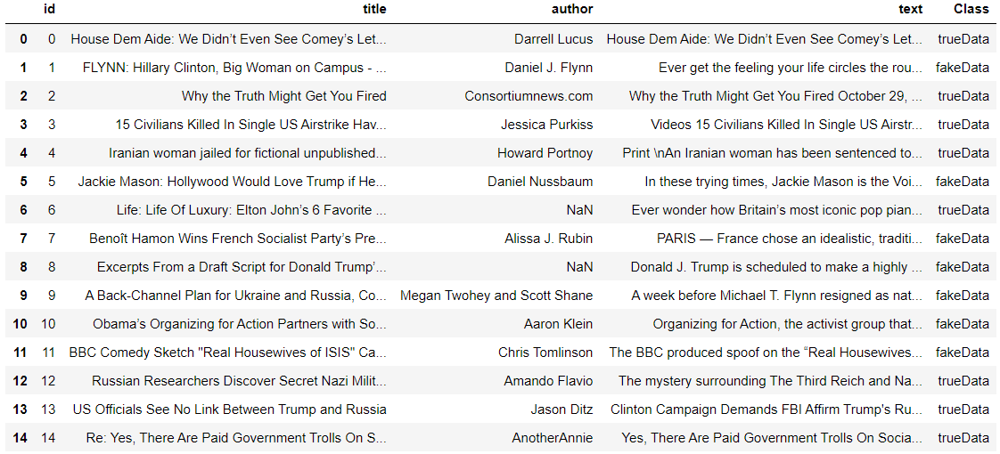 id title author text Class
0 0 House Dem Aide: We Didn’t Even See Comey’s Let... Darrell Lucus House Dem Aide: We Didn’t Even See Comey’s Let... trueData
1 1 FLYNN: Hillary Clinton, Big Woman on Campus - ... Daniel J. Flynn Ever get the feeling your life circles the rou... fakeData
2 2 Why the Truth Might Get You Fired Consortiumnews.com Why the Truth Might Get You Fired October 29, ... trueData
3 3 15 Civilians Killed In Single US Airstrike Hav... Jessica Purkiss Videos 15 Civilians Killed In Single US Airstr... trueData
4 4 Iranian woman jailed for fictional unpublished... Howard Portnoy Print \nAn Iranian woman has been sentenced to... trueData
5 5 Jackie Mason: Hollywood Would Love Trump if He... Daniel Nussbaum In these trying times, Jackie Mason is the Voi... fakeData
6 6 Life: Life Of Luxury: Elton John’s 6 Favorite ... NaN Ever wonder how Britain’s most iconic pop pian... trueData
7 7 Benoît Hamon Wins French Socialist Party’s Pre... Alissa J. Rubin PARIS — France chose an idealistic, traditi... fakeData
8 8 Excerpts From a Draft Script for Donald Trump’... NaN Donald J. Trump is scheduled to make a highly ... fakeData
9 9 A Back-Channel Plan for Ukraine and Russia, Co... Megan Twohey and Scott Shane A week before Michael T. Flynn resigned as nat... fakeData
10 10 Obama’s Organizing for Action Partners with So... Aaron Klein Organizing for Action, the activist group that... fakeData
11 11 BBC Comedy Sketch "Real Housewives of ISIS" Ca... Chris Tomlinson The BBC produced spoof on the “Real Housewives... fakeData
12 12 Russian Researchers Discover Secret Nazi Milit... Amando Flavio The mystery surrounding The Third Reich and Na... trueData
13 13 US Officials See No Link Between Trump and Russia Jason Ditz Clinton Campaign Demands FBI Affirm Trump's Ru... trueData
14 14 Re: Yes, There Are Paid Government Trolls On S... AnotherAnnie Yes, There Are Paid Government Trolls On Socia... trueData